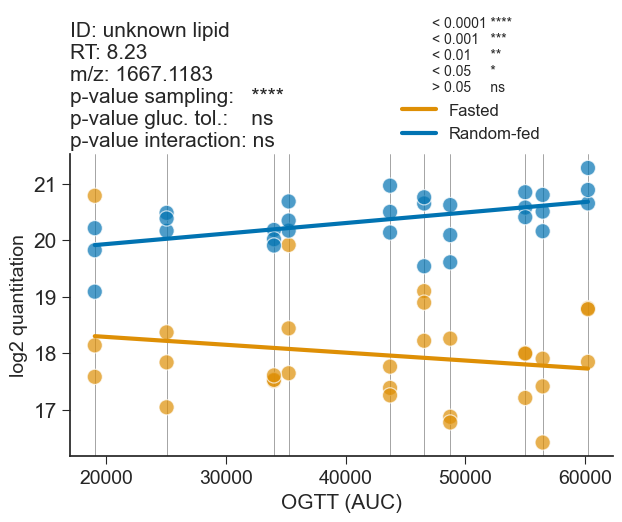 ID: unknown lipid
RT: 8.23
m/z: 1667.1183
p-value sampling: ****
p-value gluc. tol.: ns
p-value interaction: ns
< 0.0001 ****
< 0.001 ***
< 0.01 **
< 0.05 *
> 0.05 ns
Fasted
Random-fed
log2 quantitation
21
20
19
18
17
20000 30000 40000 50000 60000
OGTT (AUC)